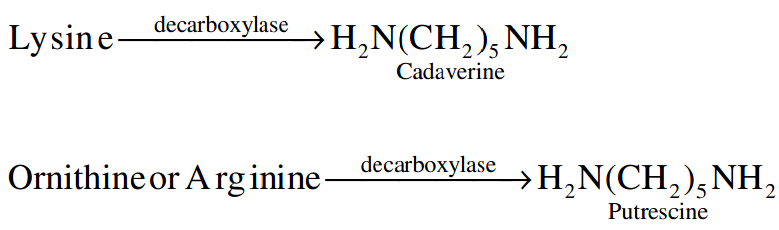 Lysine decarboxylase → H₂N(CH₂)₅NH₂
Cadaverine
Ornithine or Arginine decarboxylase → H₂N(CH₂)₅NH₂
Putrescine